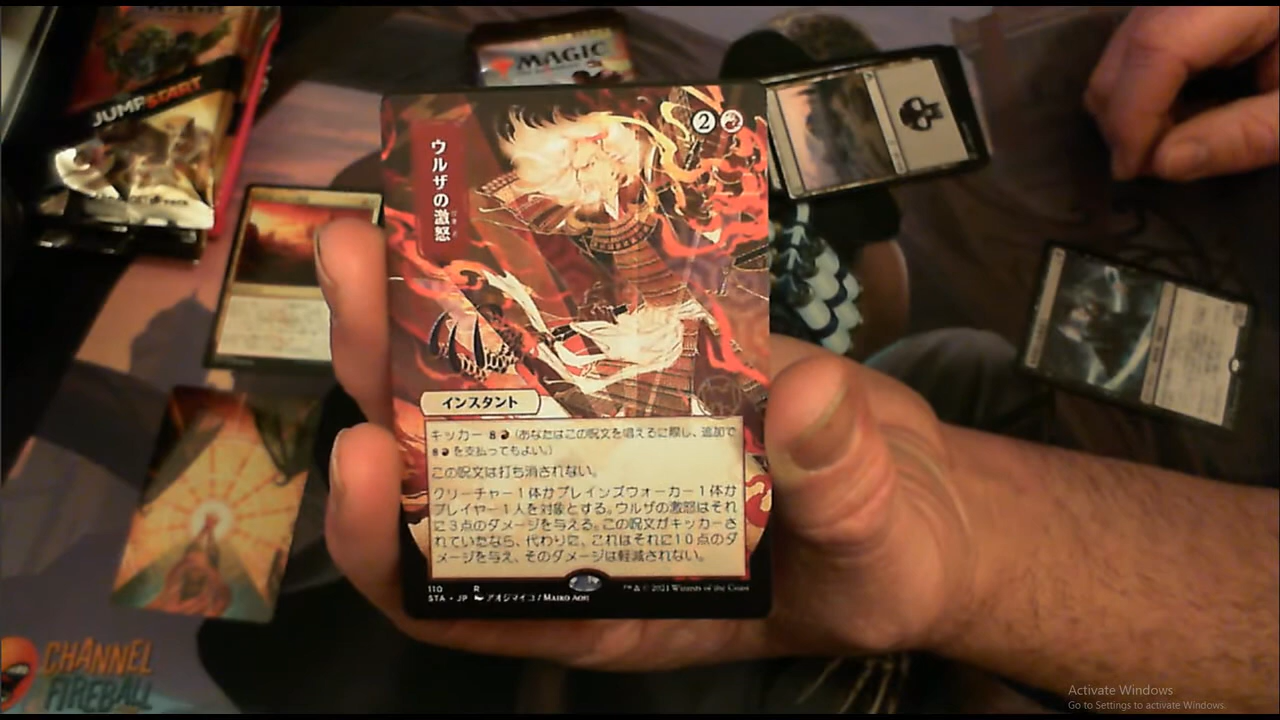 JUMPSTART
MAGIC
ウルザの激怒
げきど
2
インスタント
キッカー 8 (あなたはこの呪文を唱えるに際し、追加で
8 を支払ってもよい。)
この呪文は打ち消されない。
クリーチャー1体かプレインズウォーカー1体か
プレイヤー1人を対象とする。ウルザの激怒はそれ
に3点のダメージを与える。この呪文がキッカーさ
れていたなら、代わりに、これはそれに10点のダ
メージを与え、そのダメージは軽減されない。
110 R
STA • JP アオジマイコ / Maiko Aoji
™ & © 2021 Wizards of the Coast
CHANNEL
FIREBALL
Activate Windows
Go to Settings to activate Windows.